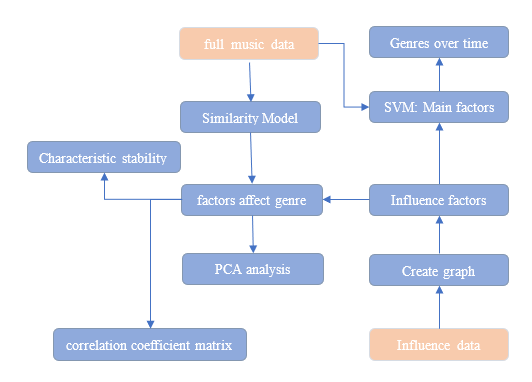 full music data
Genres over time
Similarity Model
SVM: Main factors
Characteristic stability
factors affect genre
Influence factors
PCA analysis
Create graph
correlation coefficient matrix
Influence data